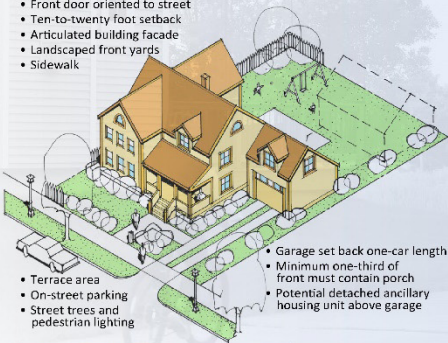 • Front door oriented to street
• Ten-to-twenty foot setback
• Articulated building facade
• Landscaped front yards
• Sidewalk
• Terrace area
• On-street parking
• Street trees and
pedestrian lighting
• Garage set back one-car length
• Minimum one-third of
front must contain porch
• Potential detached ancillary
housing unit above garage